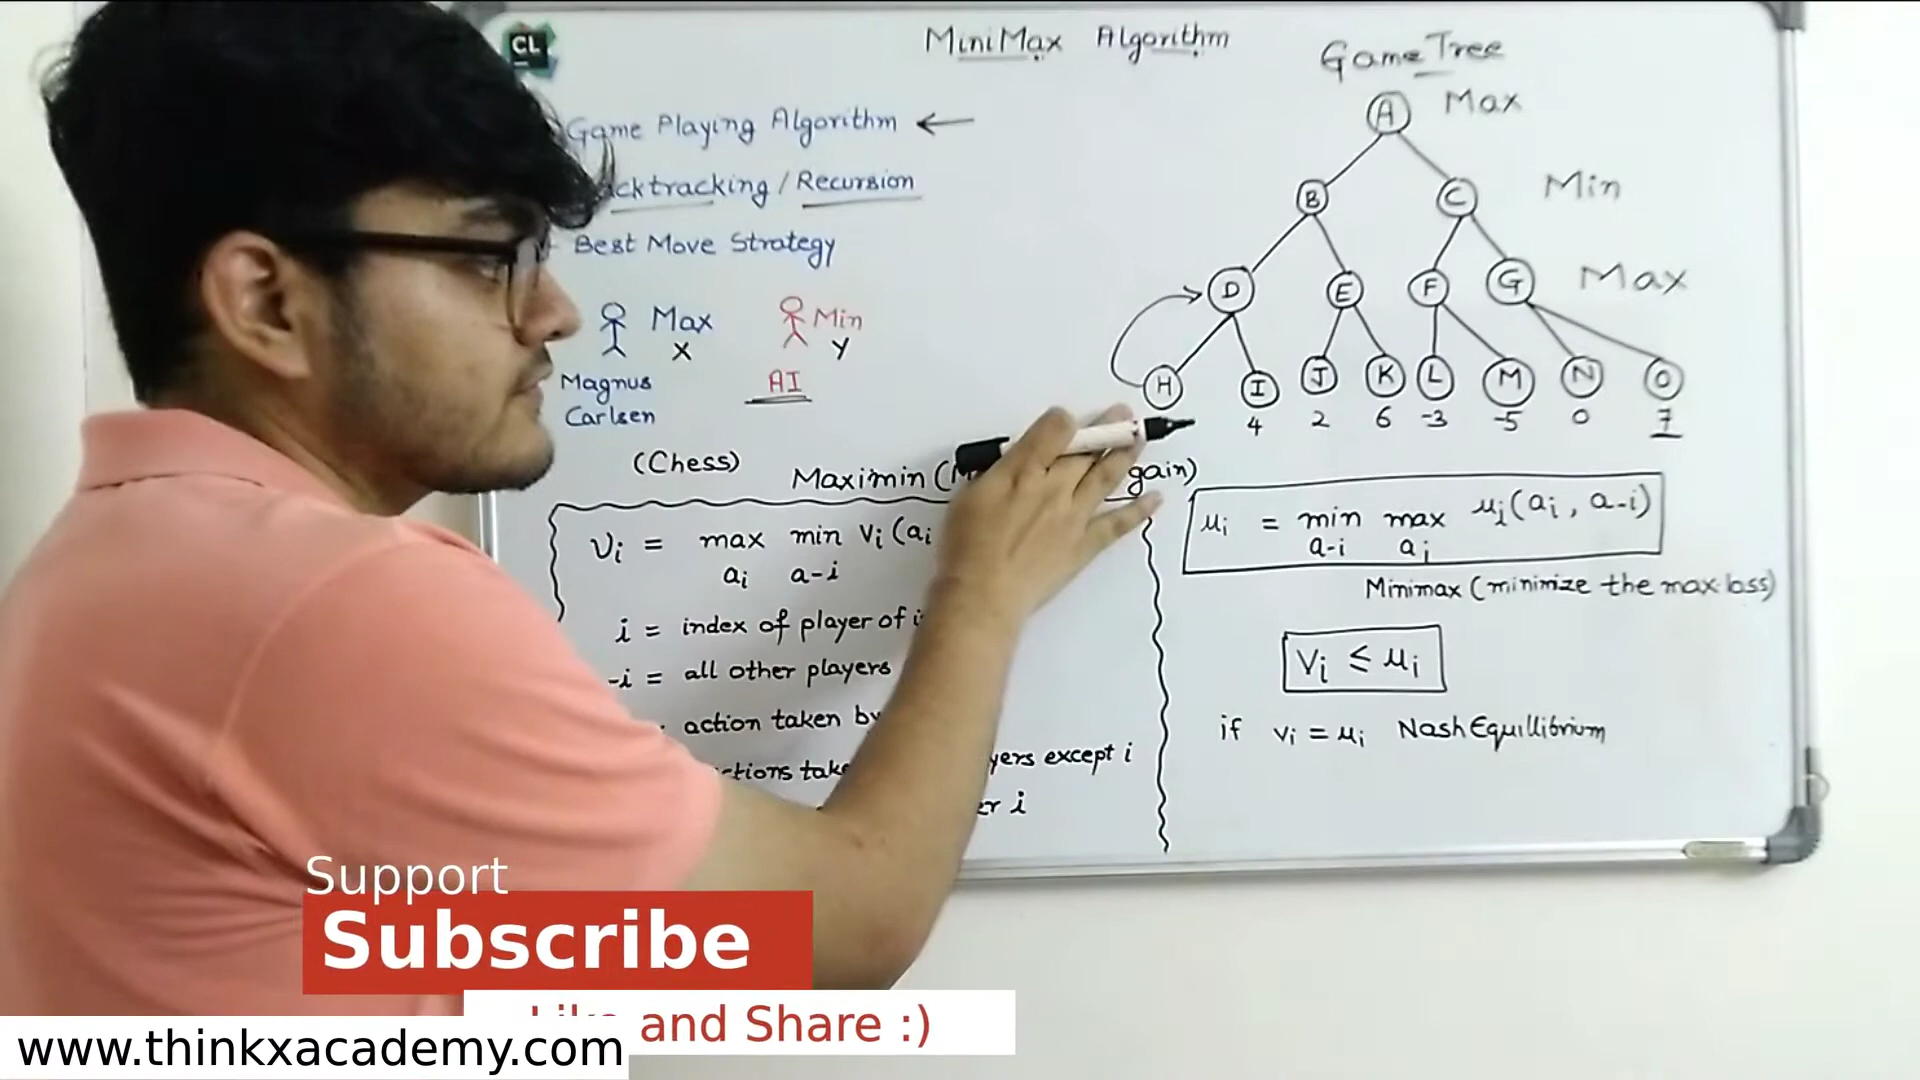 CL
MiniMax Algorithm
Game Tree
Game Playing Algorithm ←
cktracking / Recursion
Best Move Strategy
Max Min
X Y
Magnus AI
Carlsen
(Chess)
A Max
B C Min
D E F G Max
H I J K L M N O
4 2 6 -3 -5 0 7
Maximin ( gain)
Vi = max min Vi (ai
ai a-i
i = index of player of i
-i = all other players
action taken by
ctions take yers except i
er i
μi = min max μi(ai, a-i)
a-i ai
Minimax (minimize the max loss)
Vi ≤ μi
if Vi = μi Nash Equillibrium
Support
Subscribe
Like and Share :)
www.thinkxacademy.com